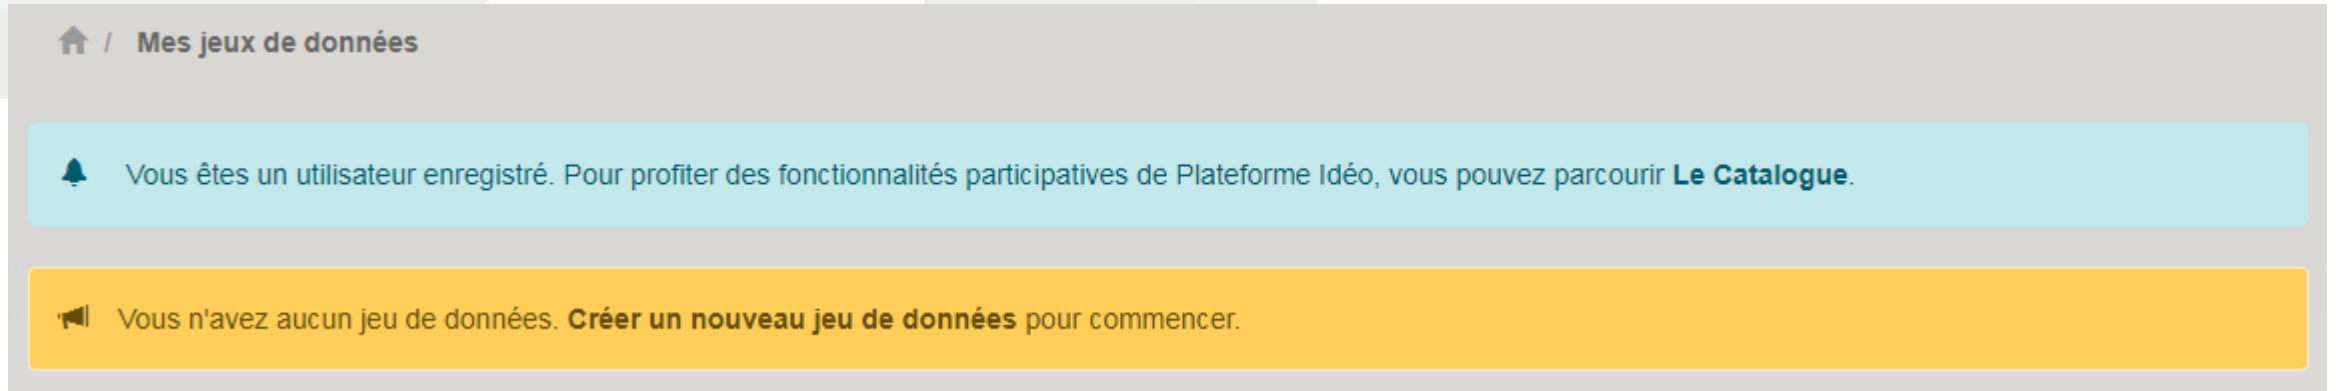 / Mes jeux de données
Vous êtes un utilisateur enregistré. Pour profiter des fonctionnalités participatives de Plateforme Idéo, vous pouvez parcourir Le Catalogue.
Vous n'avez aucun jeu de données. Créer un nouveau jeu de données pour commencer.